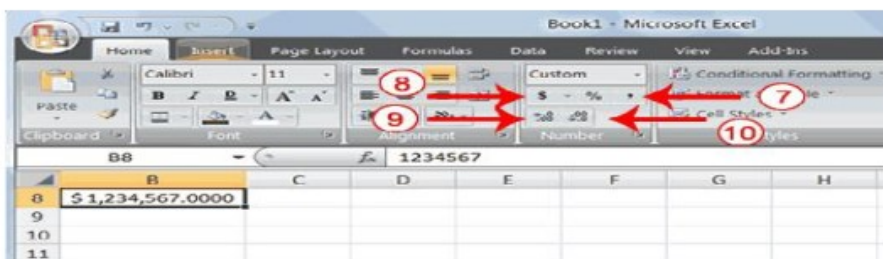 Book1 - Microsoft Excel
Home Insert Page Layout Formulas Data Review View Add-Ins
Calibri 11 Custom Conditional Formatting
8 $ % , 7
Paste B I U A A Format
9 10 Cell Styles
Clipboard Font Alignment Number
B8 fx 1234567
B C D E F G H
8 $ 1,234,567.0000
9
10
11